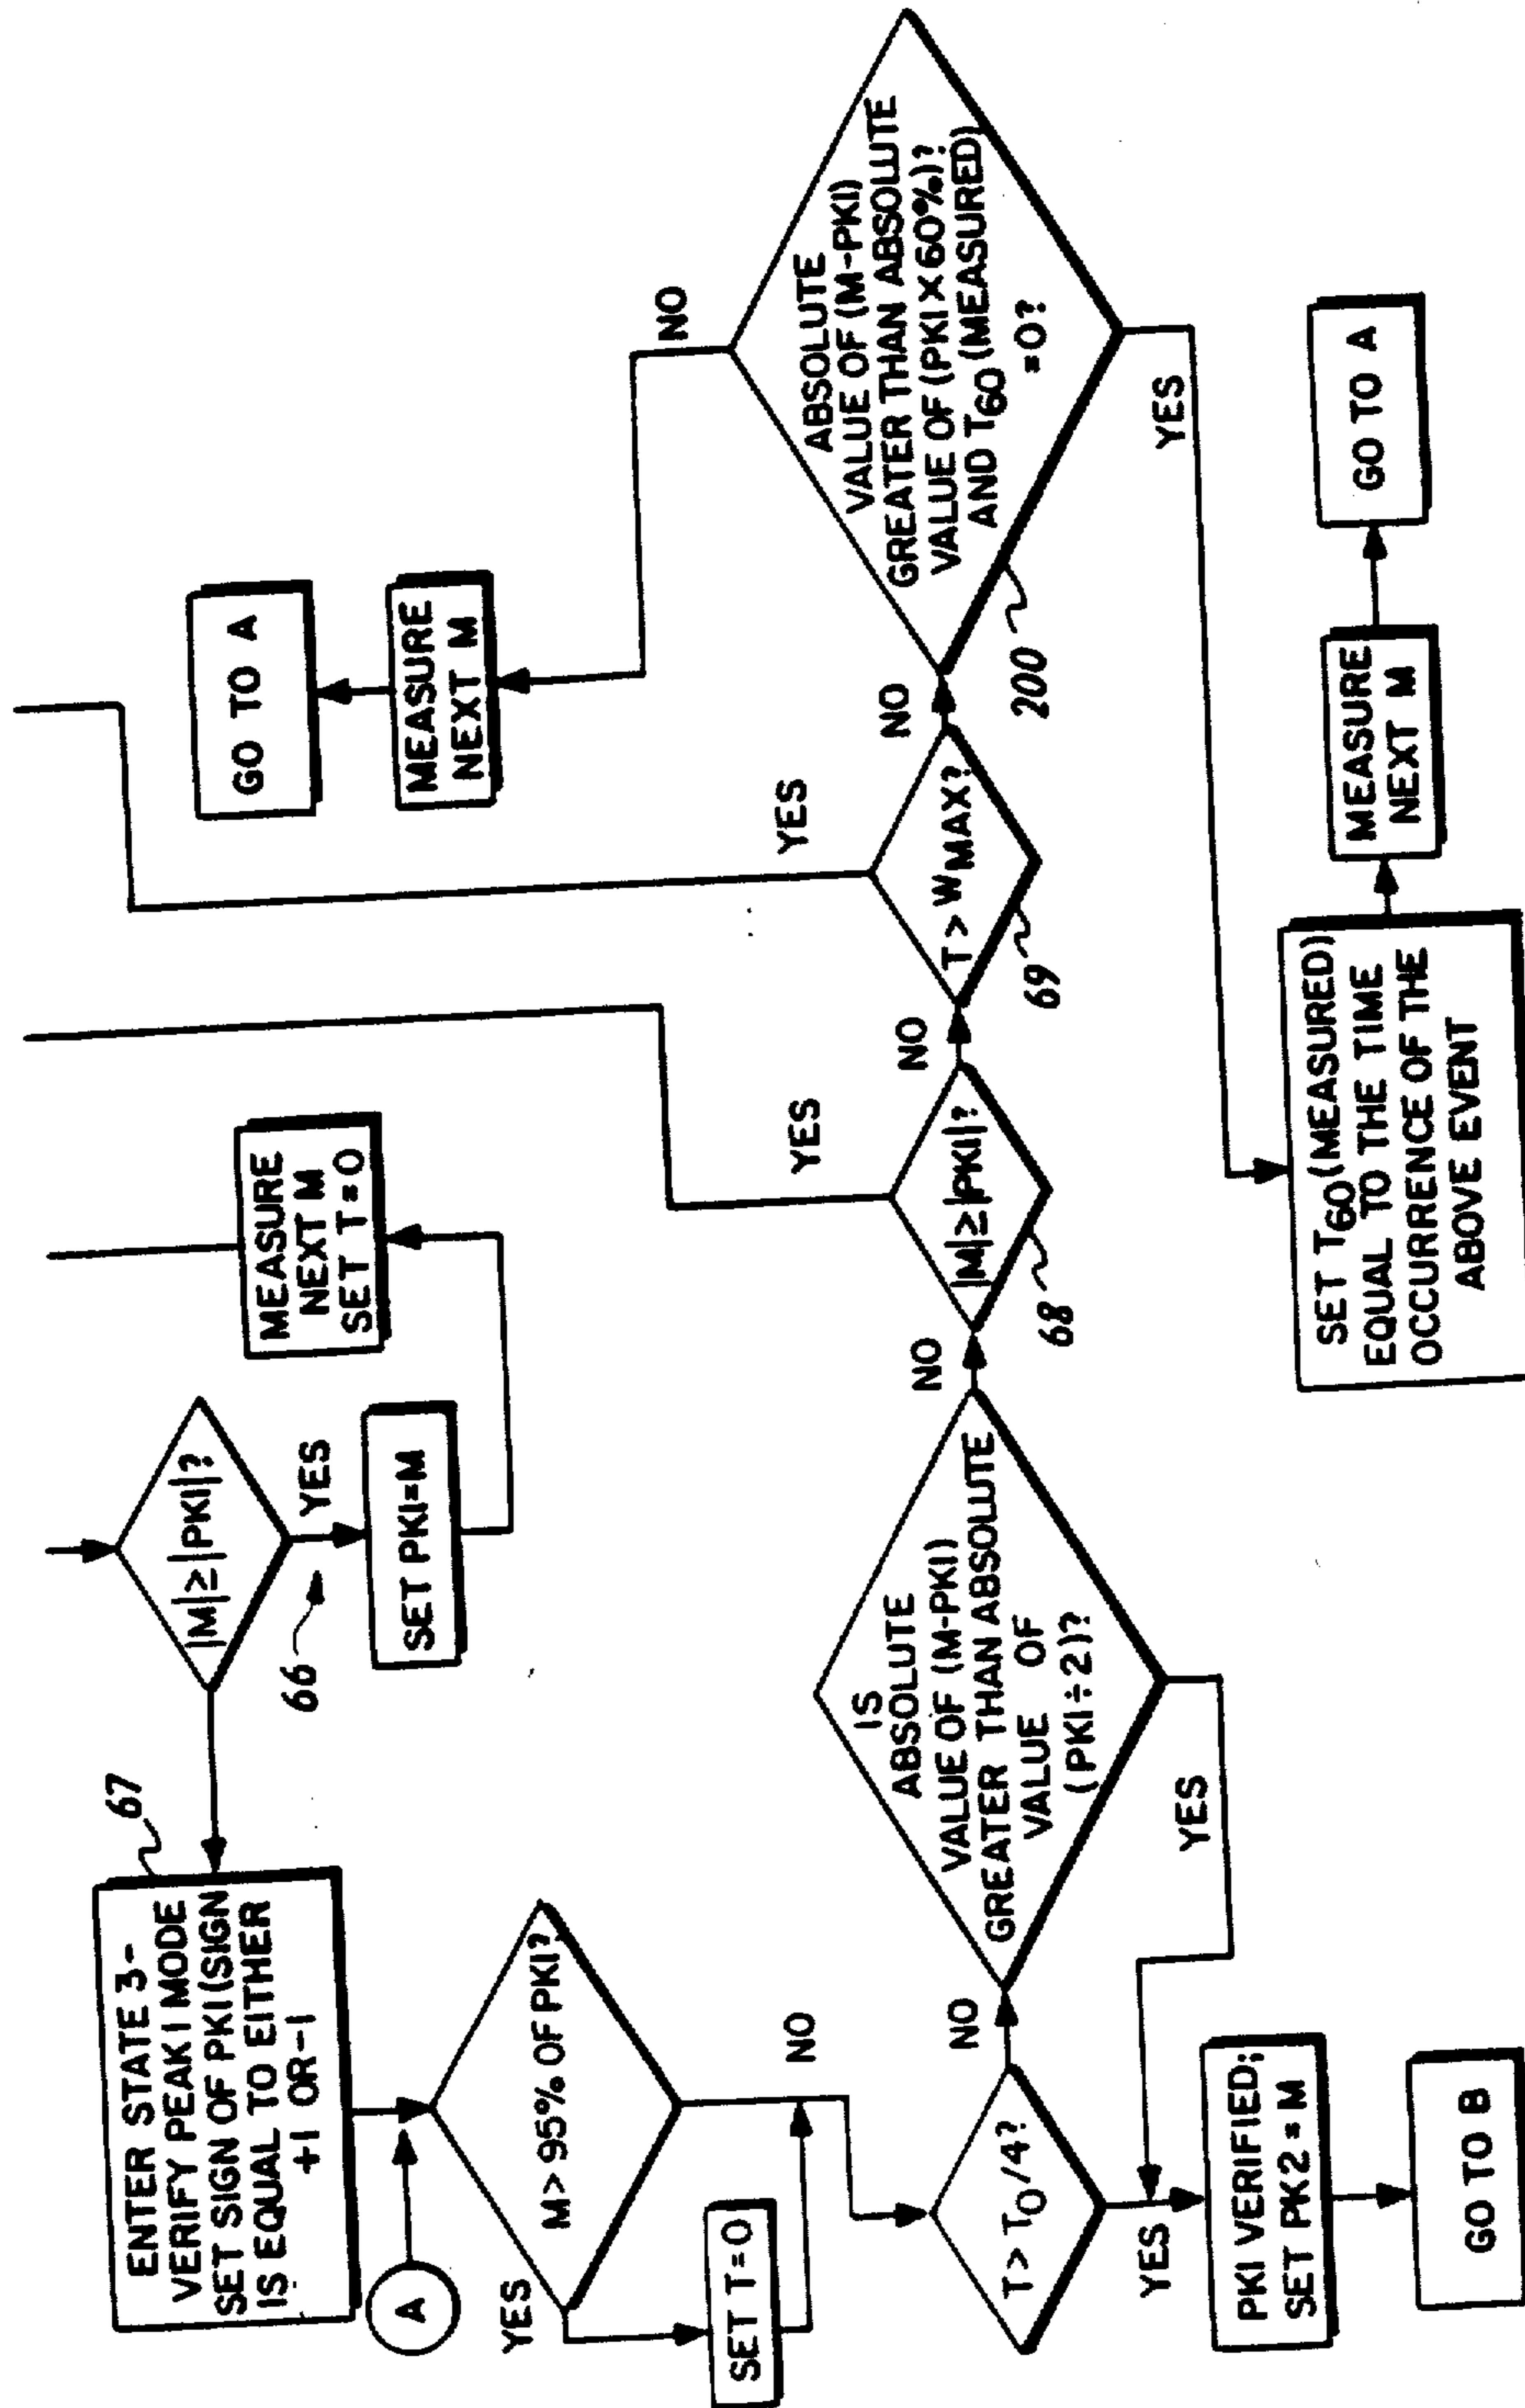 |M|≥|PK1|?
YES
66
SET PK1=M
MEASURE
NEXT M
SET T=0
67
ENTER STATE 3-
VERIFY PEAK 1 MODE
SET SIGN OF PK1 (SIGN
IS EQUAL TO EITHER
+1 OR -1
A
M > 95% OF PK1?
YES
NO
SET T=0
T > T0/4?
NO
YES
PK1 VERIFIED;
SET PK2 = M
GO TO B
IS
ABSOLUTE
VALUE OF (M-PK1)
GREATER THAN ABSOLUTE
VALUE OF
(PK1÷2)?
NO
YES
|M|≥|PK1|?
68
YES
NO
T > WMAX?
69
YES
NO
ABSOLUTE
VALUE OF (M-PK1)
GREATER THAN ABSOLUTE
VALUE OF (PK1 X 60%)?
AND T60 (MEASURED)
=0?
200
NO
MEASURE
NEXT M
GO TO A
YES
SET T60 (MEASURED)
EQUAL TO THE TIME
OCCURRENCE OF THE
ABOVE EVENT
MEASURE
NEXT M
GO TO A